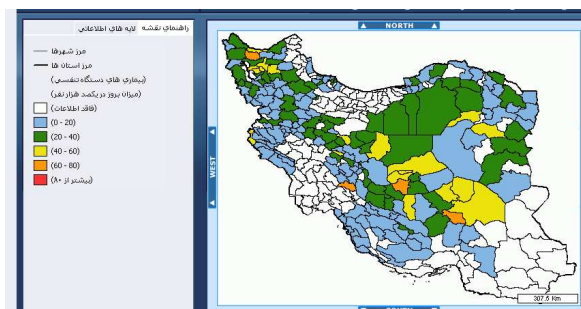 راهنمای نقشه لایه های اطلاعاتی
مرز شهرها
مرز استان ها
(بیماری های دستگاه تنفسی)
(میزان بروز در یکصد هزار نفر)
(فاقد اطلاعات)
(0 - 20)
(20 - 40)
(40 - 60)
(60 - 80)
(بیشتر از ۸۰)
NORTH
WEST
307.5 Km